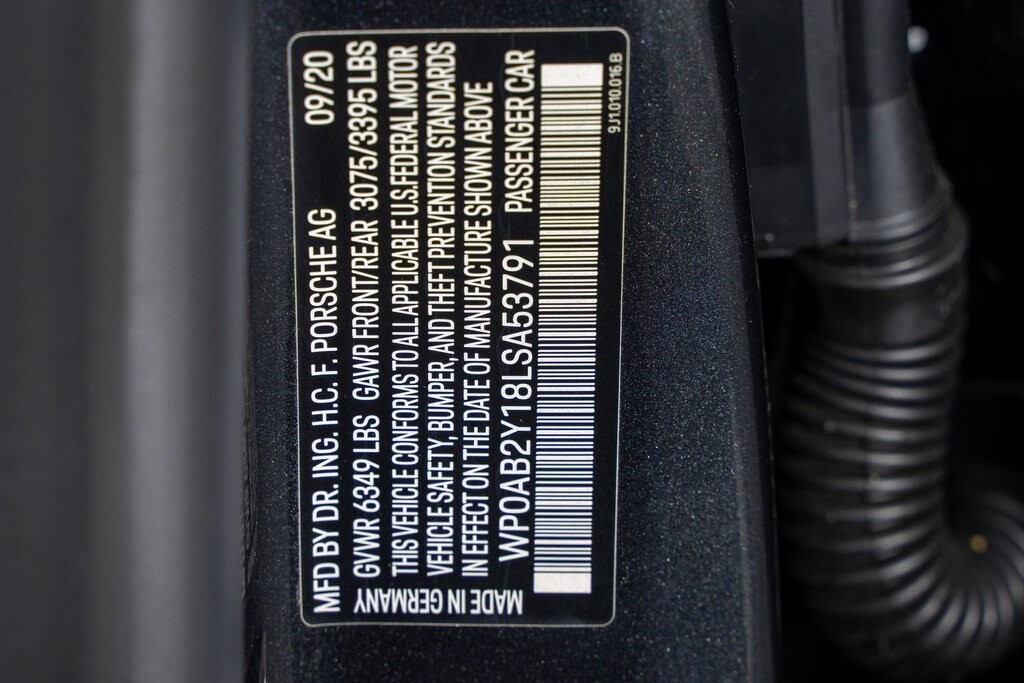 MFD BY DR. ING. H.C. F. PORSCHE AG 09/20
GVWR 6349 LBS GAWR FRONT/REAR 3075/3395 LBS
THIS VEHICLE CONFORMS TO ALL APPLICABLE U.S. FEDERAL MOTOR
VEHICLE SAFETY, BUMPER, AND THEFT PREVENTION STANDARDS
IN EFFECT ON THE DATE OF MANUFACTURE SHOWN ABOVE
WP0AB2Y18LSA53791 PASSENGER CAR
MADE IN GERMANY
9J1.010.016.B